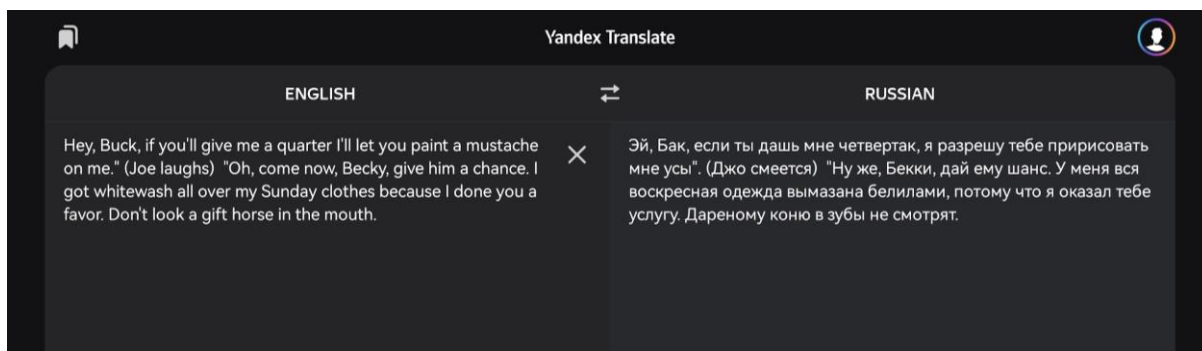 Yandex Translate
ENGLISH
RUSSIAN
Hey, Buck, if you'll give me a quarter I'll let you paint a mustache
on me." (Joe laughs)  "Oh, come now, Becky, give him a chance. I
got whitewash all over my Sunday clothes because I done you a
favor. Don't look a gift horse in the mouth.
Эй, Бак, если ты дашь мне четвертак, я разрешу тебе пририсовать
мне усы". (Джо смеется)  "Ну же, Бекки, дай ему шанс. У меня вся
воскресная одежда вымазана белилами, потому что я оказал тебе
услугу. Дареному коню в зубы не смотрят.